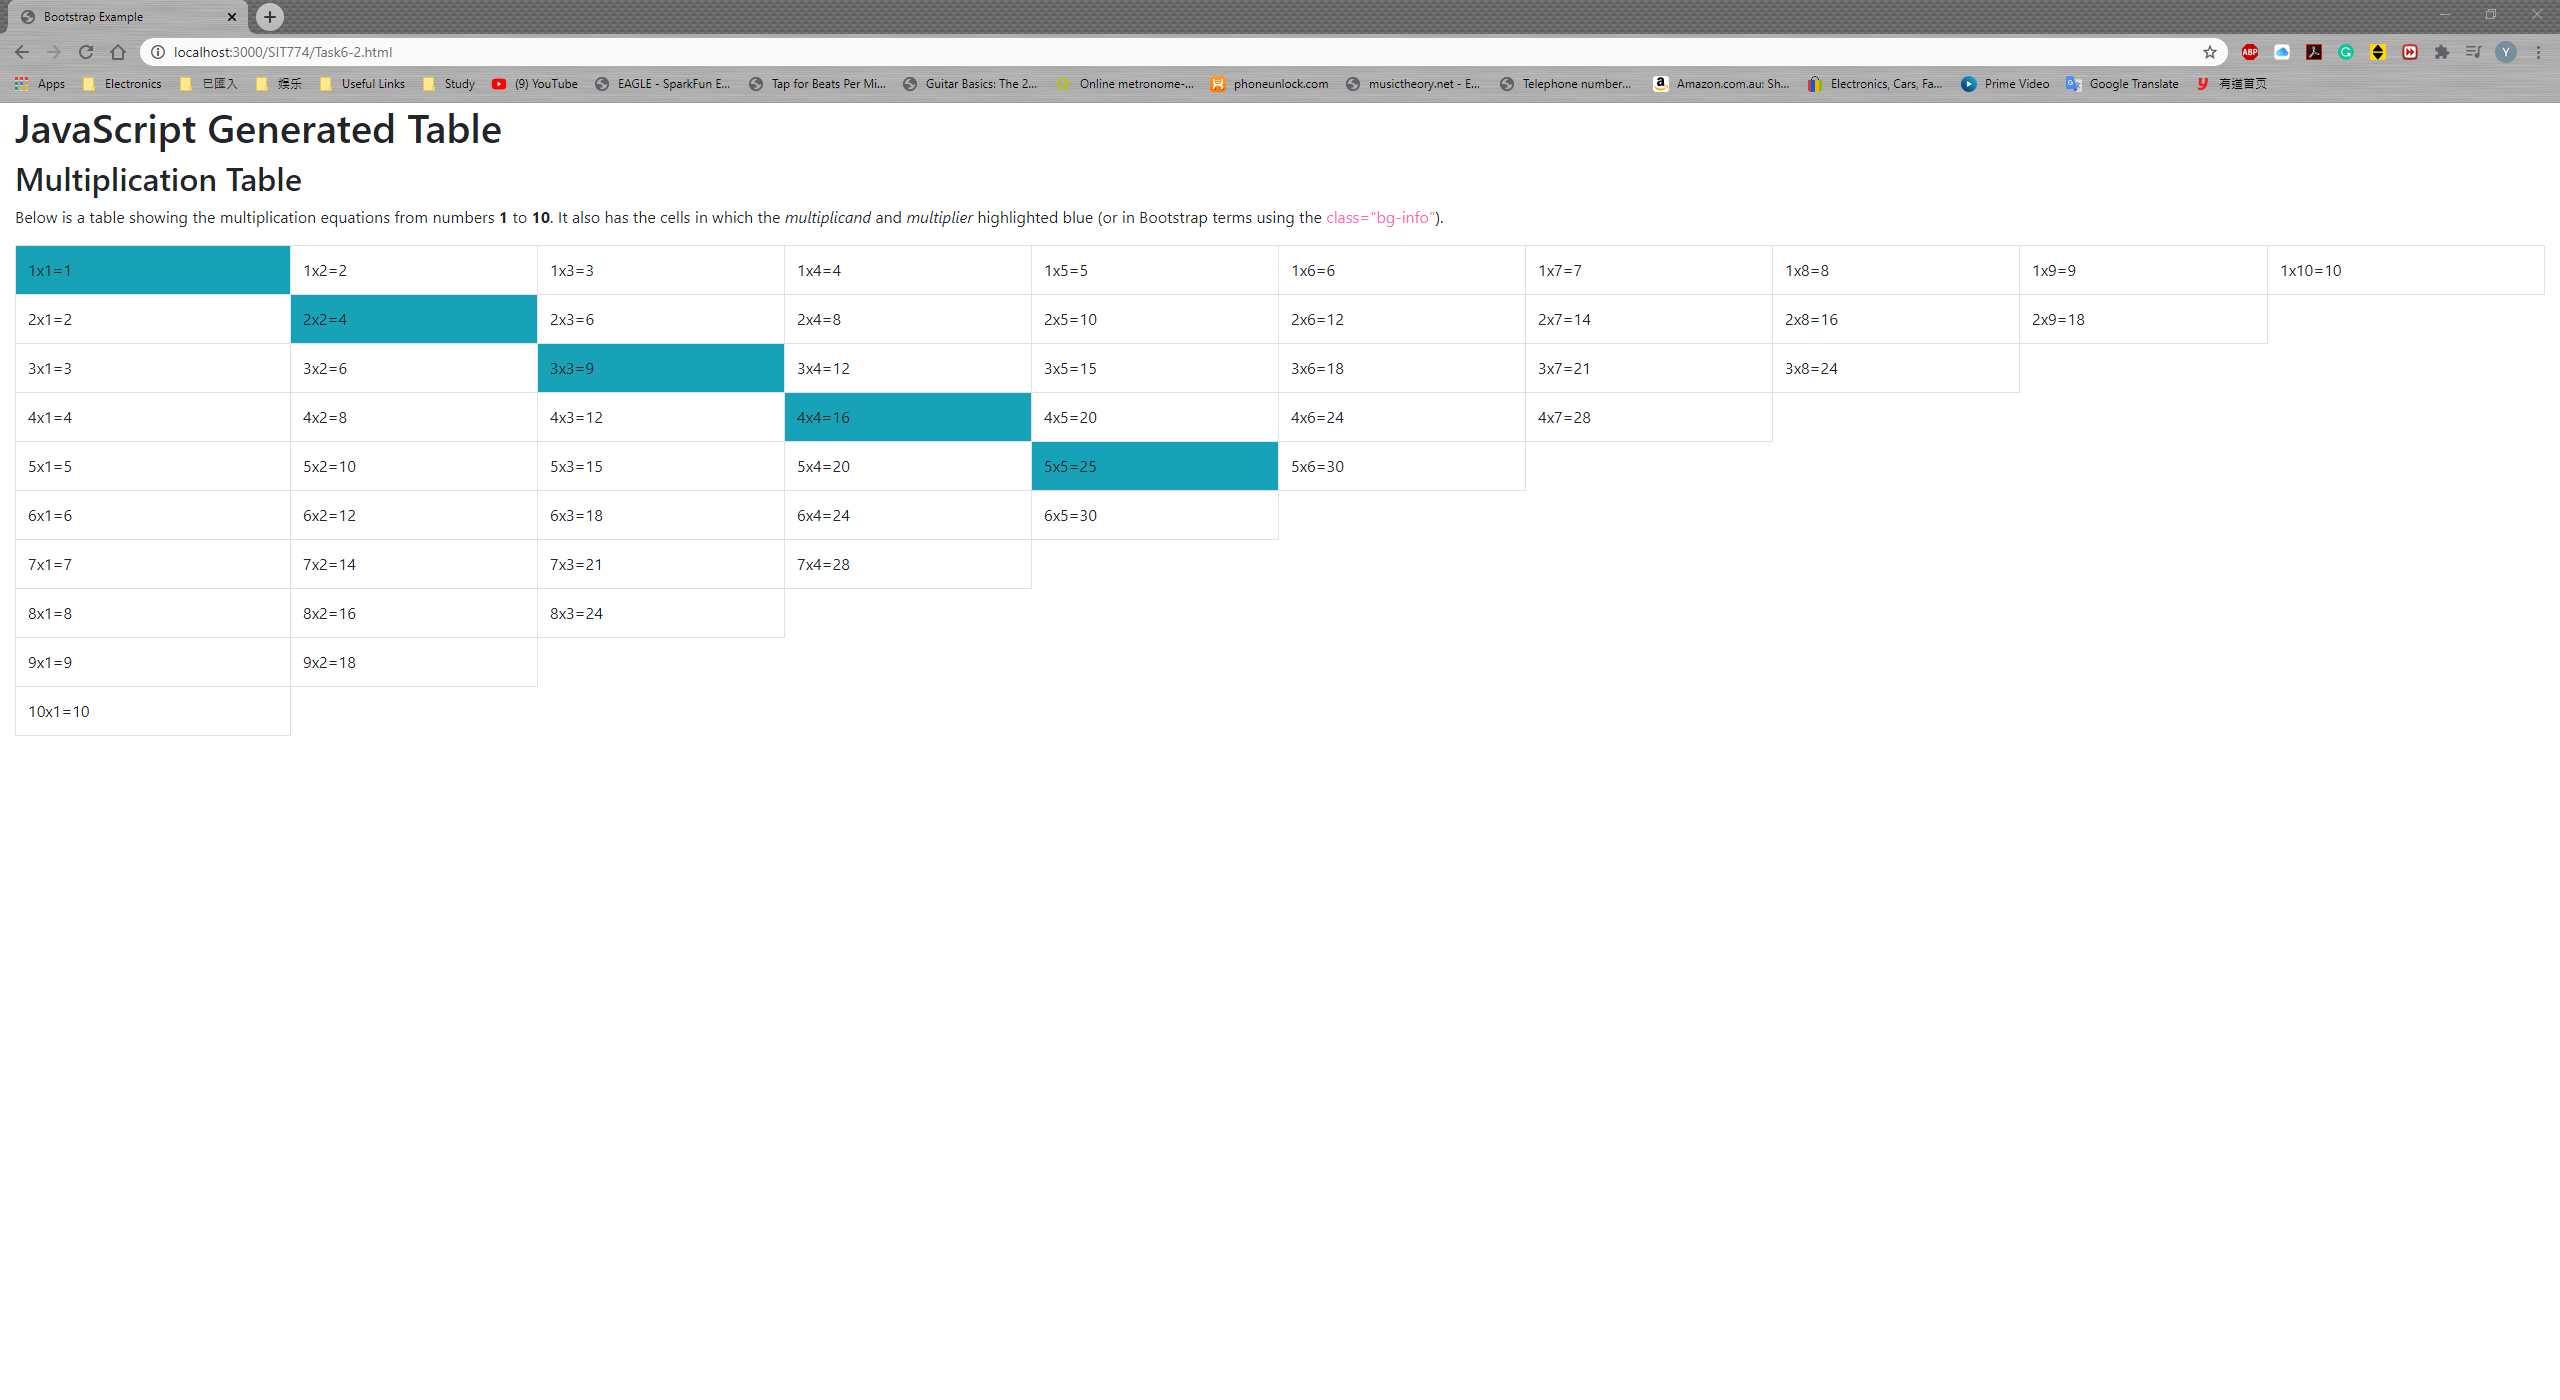 Bootstrap Example
localhost:3000/SIT774/Task6-2.html
ABP Y
Apps Electronics 已匯入 娱乐 Useful Links Study (9) YouTube EAGLE - SparkFun E... Tap for Beats Per Mi... Guitar Basics: The 2... Online metronome-... phoneunlock.com musictheory.net - E... Telephone number... Amazon.com.au: Sh... Electronics, Cars, Fa... Prime Video Google Translate 有道首页
JavaScript Generated Table
Multiplication Table
Below is a table showing the multiplication equations from numbers 1 to 10. It also has the cells in which the multiplicand and multiplier highlighted blue (or in Bootstrap terms using the class="bg-info").
1x1=1 1x2=2 1x3=3 1x4=4 1x5=5 1x6=6 1x7=7 1x8=8 1x9=9 1x10=10
2x1=2 2x2=4 2x3=6 2x4=8 2x5=10 2x6=12 2x7=14 2x8=16 2x9=18
3x1=3 3x2=6 3x3=9 3x4=12 3x5=15 3x6=18 3x7=21 3x8=24
4x1=4 4x2=8 4x3=12 4x4=16 4x5=20 4x6=24 4x7=28
5x1=5 5x2=10 5x3=15 5x4=20 5x5=25 5x6=30
6x1=6 6x2=12 6x3=18 6x4=24 6x5=30
7x1=7 7x2=14 7x3=21 7x4=28
8x1=8 8x2=16 8x3=24
9x1=9 9x2=18
10x1=10